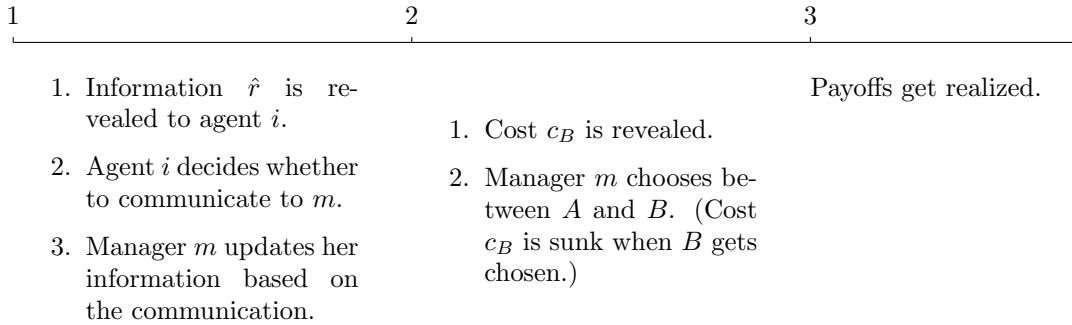 1 2 3
1. Information $\hat{r}$ is re-
vealed to agent $i$.
2. Agent $i$ decides whether
to communicate to $m$.
3. Manager $m$ updates her
information based on
the communication.
1. Cost $c_B$ is revealed.
2. Manager $m$ chooses be-
tween $A$ and $B$. (Cost
$c_B$ is sunk when $B$ gets
chosen.)
Payoffs get realized.